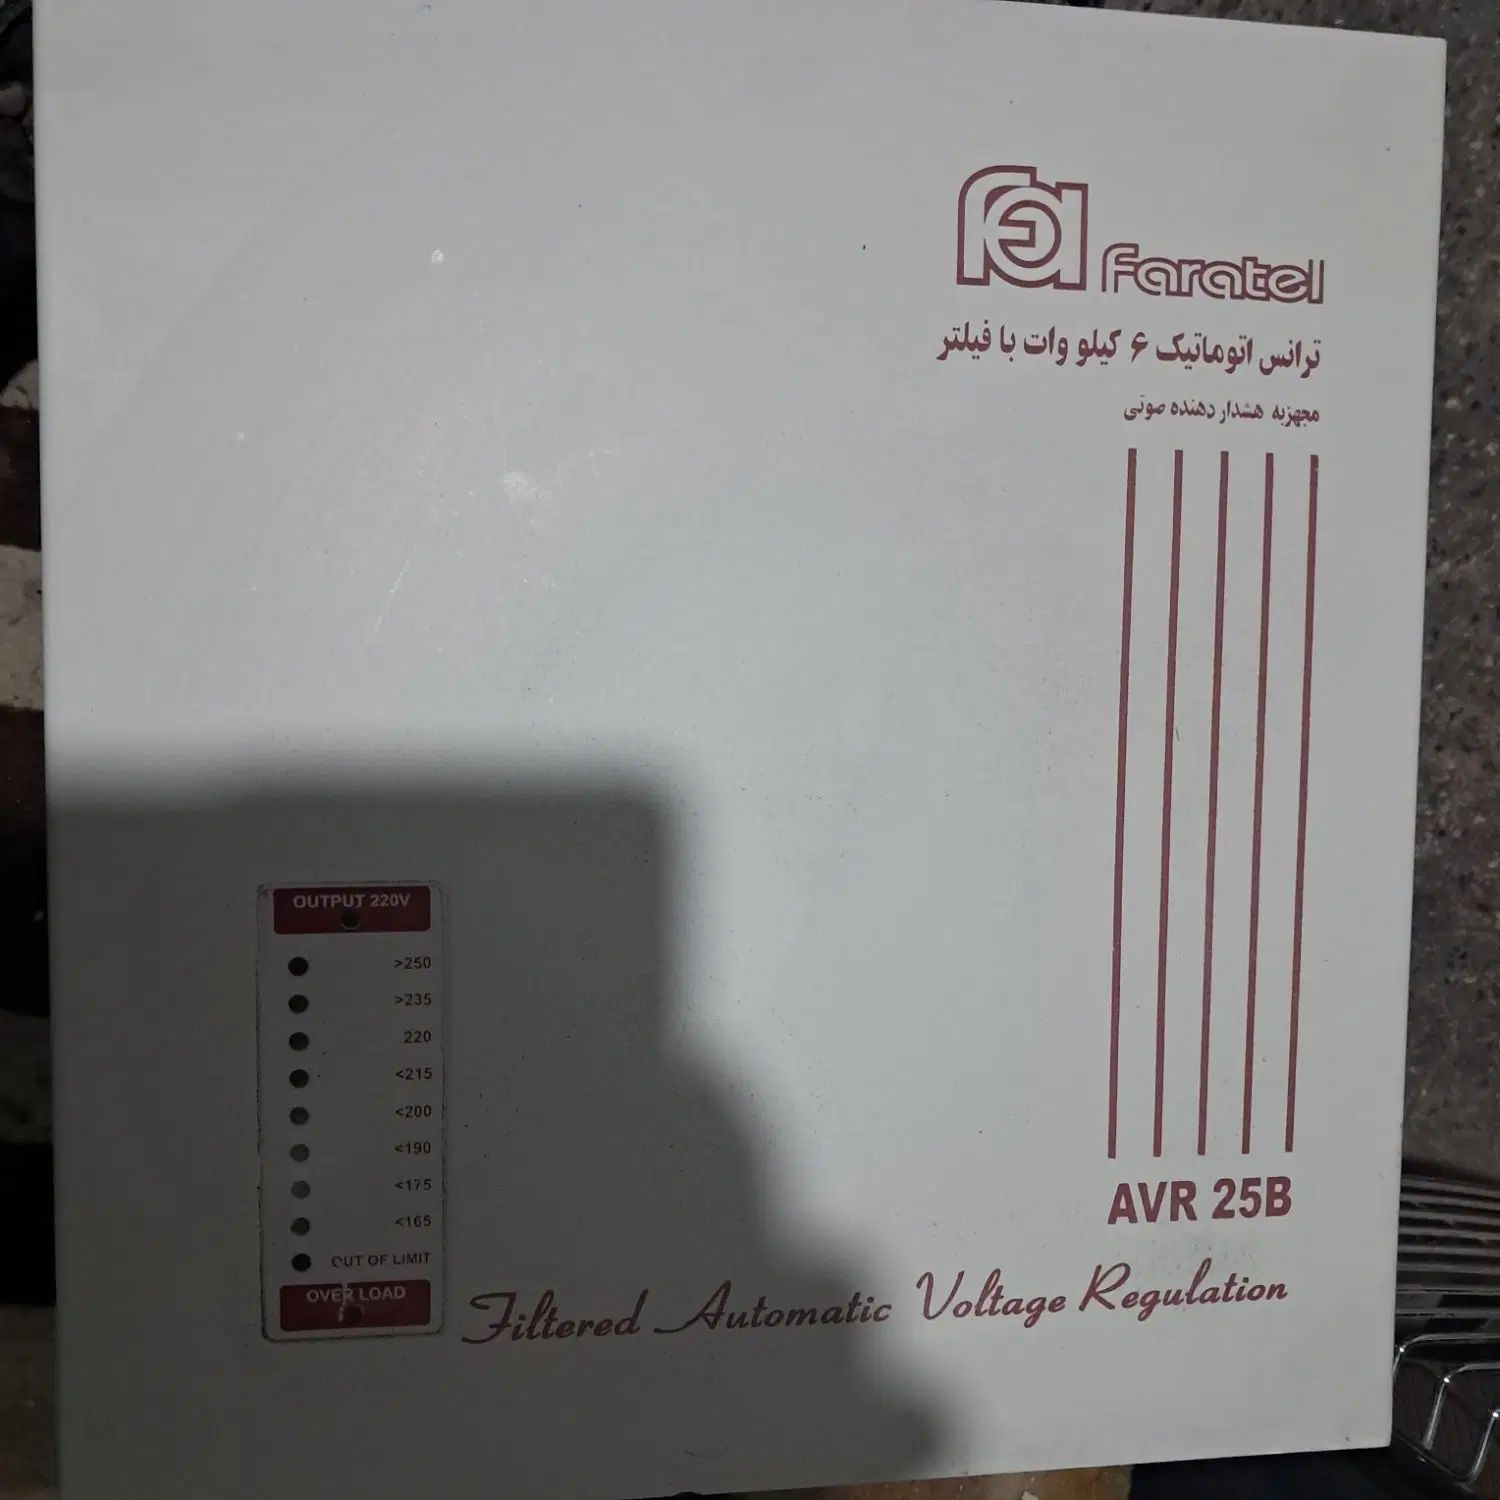 Faratel
ترانس اتوماتیک ۶ کیلو وات با فیلتر
مجهزبه هشدار دهنده صوتی
OUTPUT 220V
>250
>235
220
<215
<200
<190
<175
<165
OUT OF LIMIT
OVER LOAD
AVR 25B
Filtered Automatic Voltage Regulation